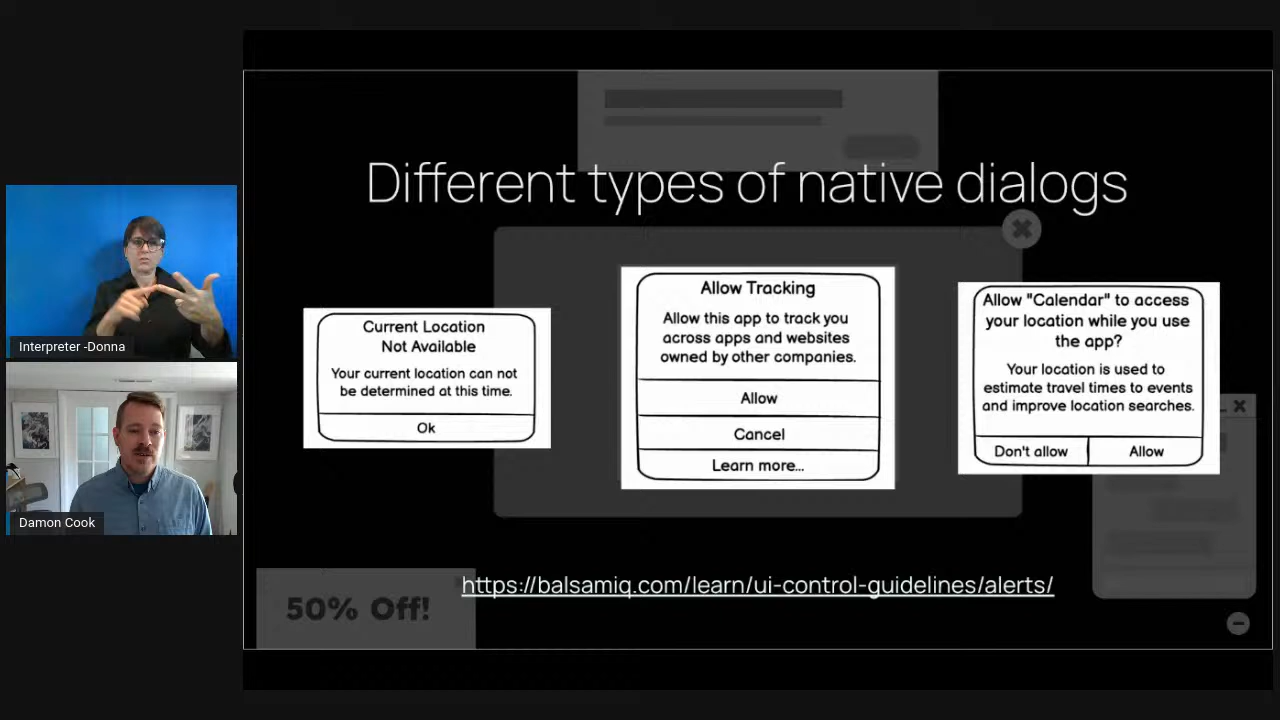 Different types of native dialogs
Current Location
Not Available
Your current location can not
be determined at this time.
Ok
Allow Tracking
Allow this app to track you
across apps and websites
owned by other companies.
Allow
Cancel
Learn more...
Allow "Calendar" to access
your location while you use
the app?
Your location is used to
estimate travel times to events
and improve location searches.
Don't allow
Allow
https://balsamiq.com/learn/ui-control-guidelines/alerts/
50% Off!
Interpreter -Donna
Damon Cook